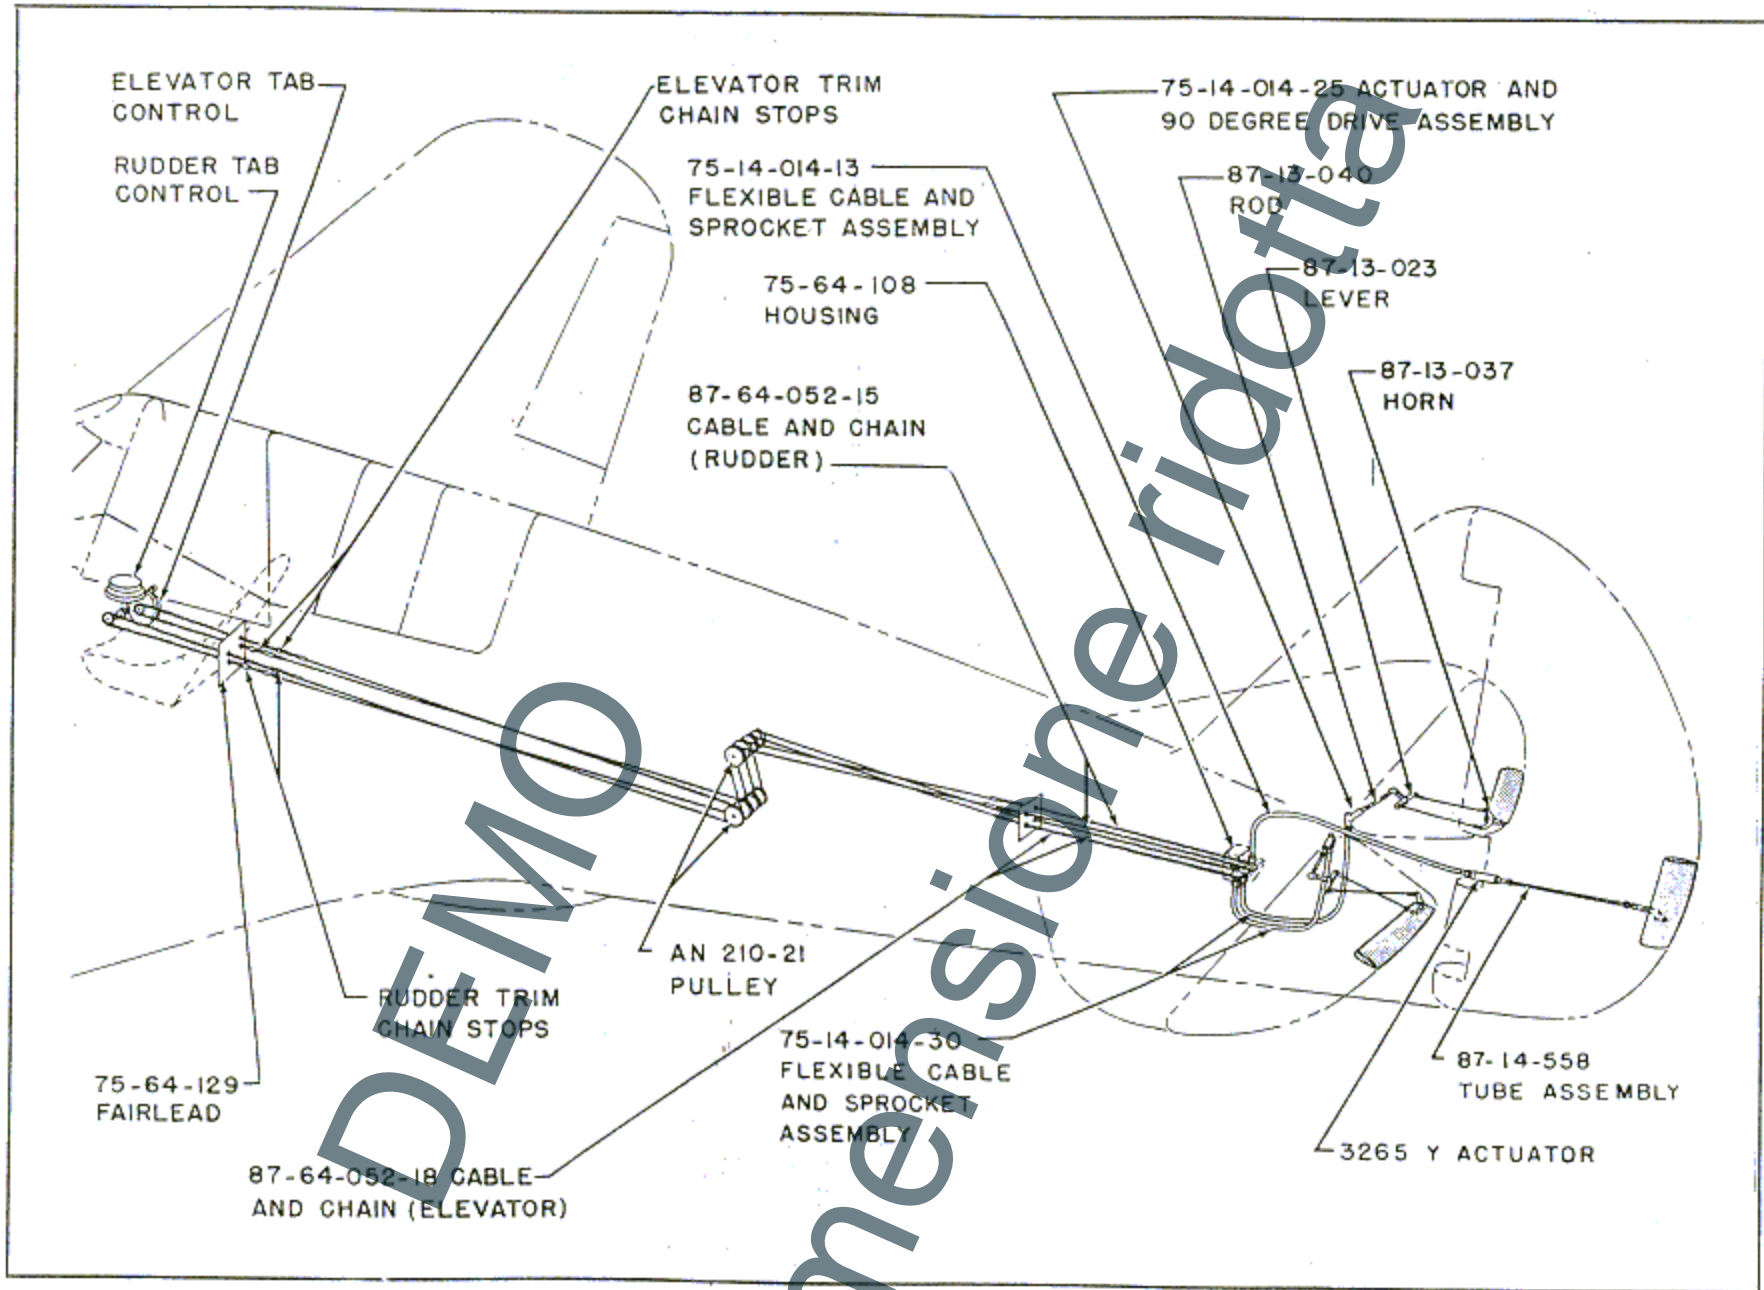 ELEVATOR TAB
CONTROL
RUDDER TAB
CONTROL
ELEVATOR TRIM
CHAIN STOPS
75-14-014-13
FLEXIBLE CABLE AND
SPROCKET ASSEMBLY
75-64-108
HOUSING
87-64-052-15
CABLE AND CHAIN
(RUDDER)
75-14-014-25 ACTUATOR AND
90 DEGREE DRIVE ASSEMBLY
87-13-040
ROD
87-13-023
LEVER
87-13-037
HORN
AN 210-21
PULLEY
RUDDER TRIM
CHAIN STOPS
75-64-129
FAIRLEAD
87-64-052-18 CABLE
AND CHAIN (ELEVATOR)
75-14-014-30
FLEXIBLE CABLE
AND SPROCKET
ASSEMBLY
87-14-558
TUBE ASSEMBLY
3265 Y ACTUATOR
DEMO
mensione ridotta